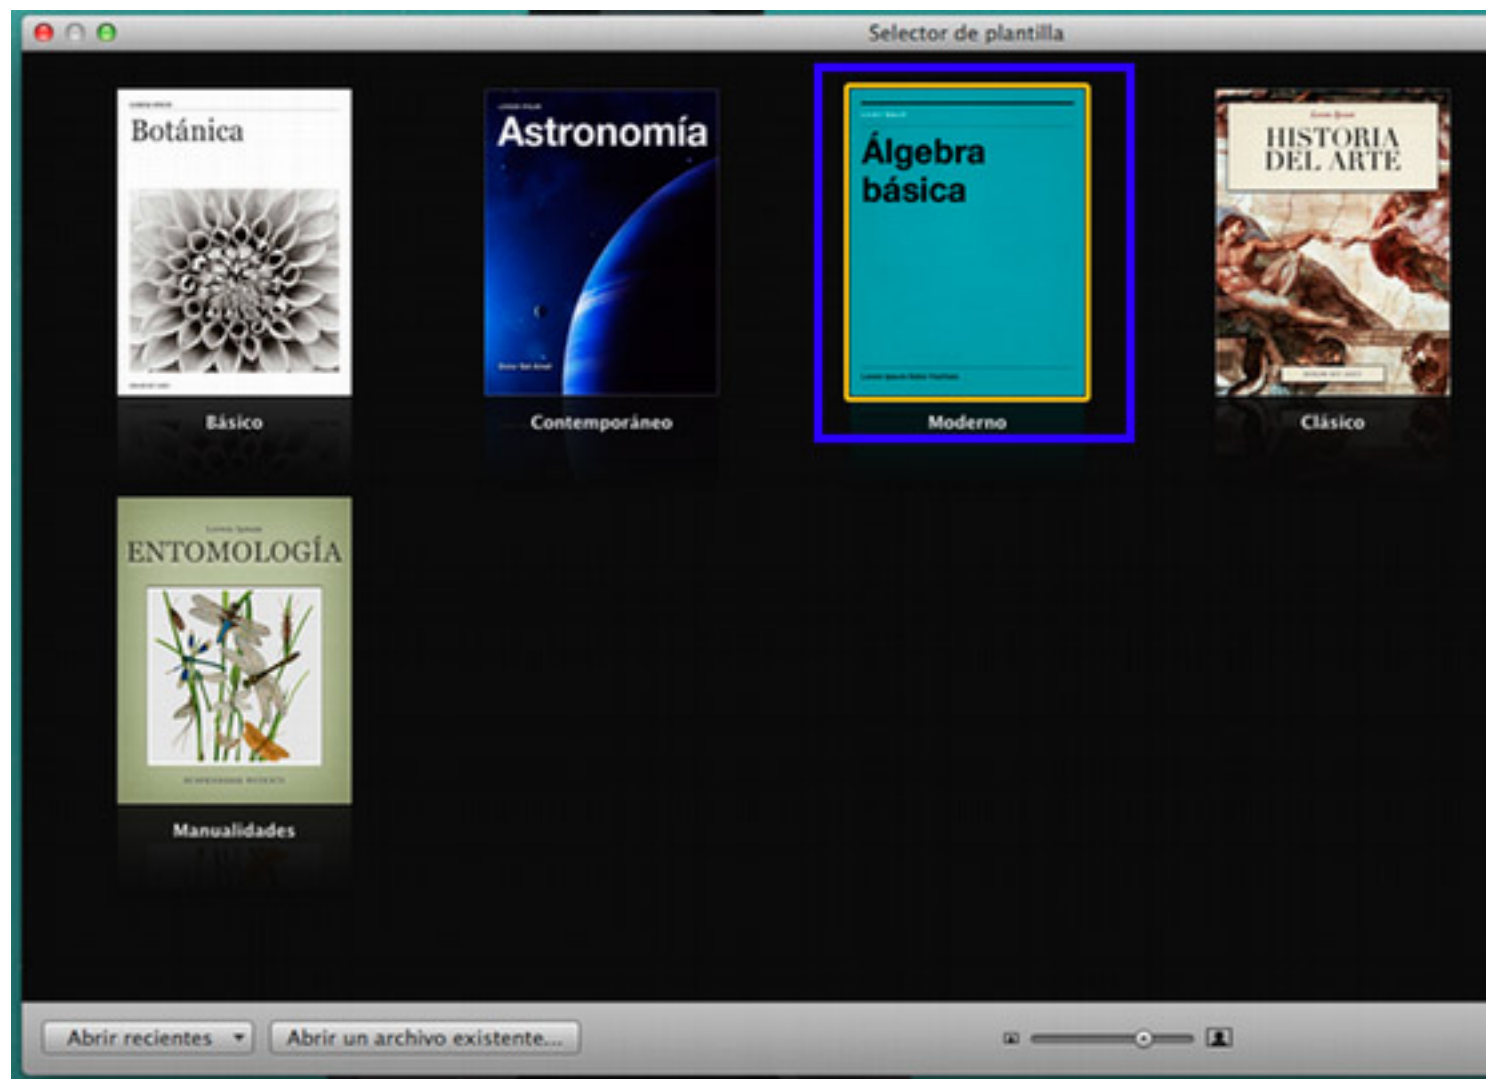 Selector de plantilla
Botánica
Básico
Astronomía
Contemporáneo
Álgebra
básica
Moderno
HISTORIA
DEL ARTE
Clásico
ENTOMOLOGÍA
Manualidades
Abrir recientes
Abrir un archivo existente...